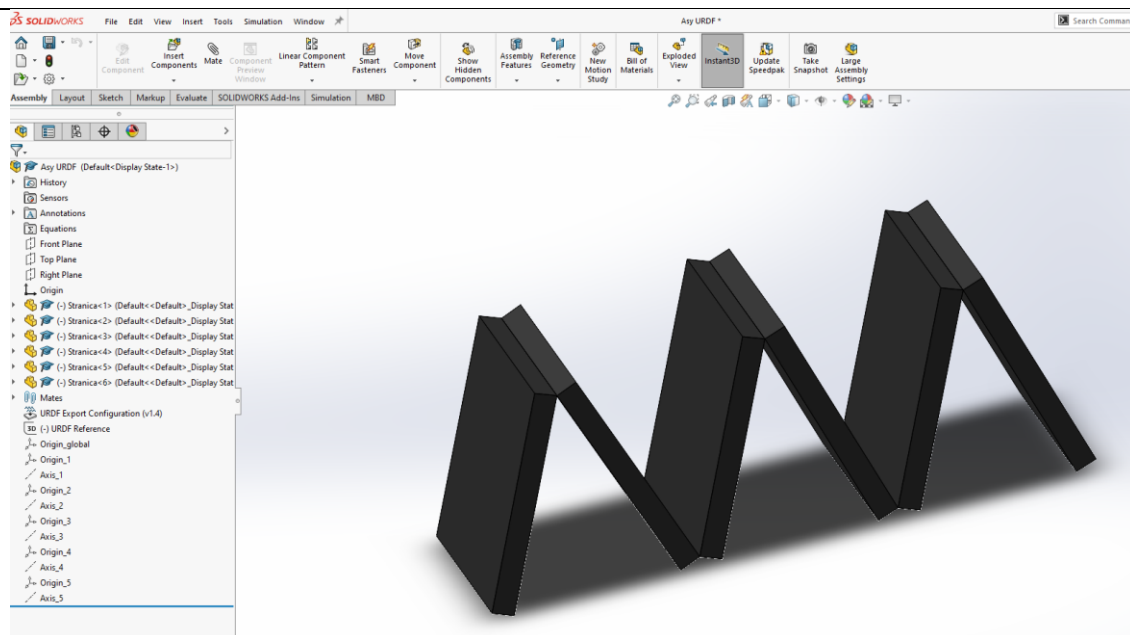 SOLIDWORKS File Edit View Insert Tools Simulation Window Asy URDF * Search Comman
Edit Component
Insert Components
Mate
Component Preview Window
Linear Component Pattern
Smart Fasteners
Move Component
Show Hidden Components
Assembly Features
Reference Geometry
New Motion Study
Bill of Materials
Exploded View
Instant3D
Update Speedpak
Take Snapshot
Large Assembly Settings
Assembly Layout Sketch Markup Evaluate SOLIDWORKS Add-Ins Simulation MBD
Asy URDF (Default<Display State-1>)
History
Sensors
Annotations
Equations
Front Plane
Top Plane
Right Plane
Origin
(-) Stranica<1> (Default<<Default>_Display Stat
(-) Stranica<2> (Default<<Default>_Display Stat
(-) Stranica<3> (Default<<Default>_Display Stat
(-) Stranica<4> (Default<<Default>_Display Stat
(-) Stranica<5> (Default<<Default>_Display Stat
(-) Stranica<6> (Default<<Default>_Display Stat
Mates
URDF Export Configuration (v1.4)
3D (-) URDF Reference
Origin_global
Origin_1
Axis_1
Origin_2
Axis_2
Origin_3
Axis_3
Origin_4
Axis_4
Origin_5
Axis_5